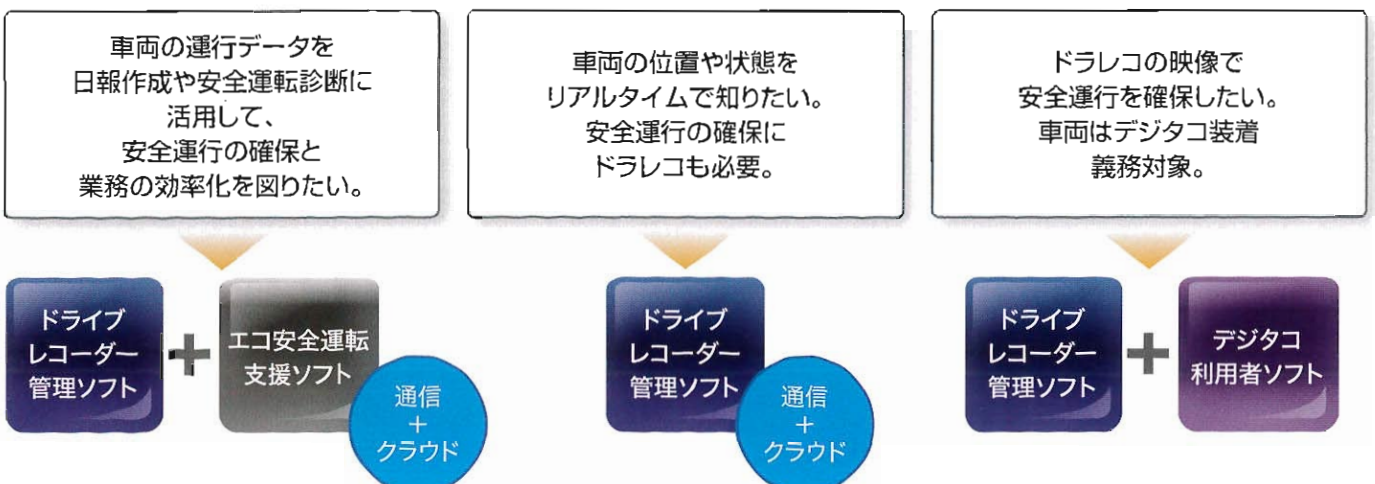 車両の運行データを
日報作成や安全運転診断に
活用して、
安全運行の確保と
業務の効率化を図りたい。
車両の位置や状態を
リアルタイムで知りたい。
安全運行の確保に
ドラレコも必要。
ドラレコの映像で
安全運行を確保したい。
車両はデジタコ装着
義務対象。
ドライブ
レコーダー
管理ソフト
+
エコ安全運転
支援ソフト
通信
+
クラウド
ドライブ
レコーダー
管理ソフト
通信
+
クラウド
ドライブ
レコーダー
管理ソフト
+
デジタコ
利用者ソフト